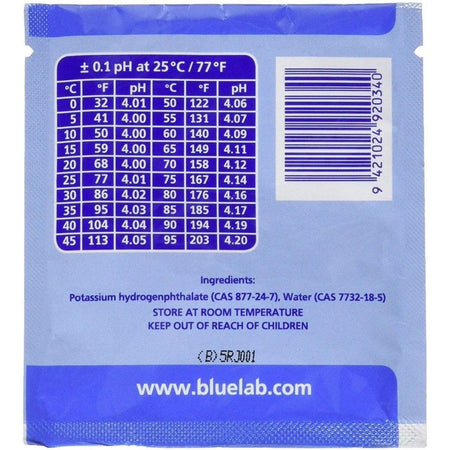 ± 0.1 pH at 25°C / 77°F
°C °F pH °C °F pH
0 32 4.01 50 122 4.06
5 41 4.00 55 131 4.07
10 50 4.00 60 140 4.09
15 59 4.00 65 149 4.11
20 68 4.00 70 158 4.12
25 77 4.01 75 167 4.14
30 86 4.02 80 176 4.16
35 95 4.03 85 185 4.17
40 104 4.04 90 194 4.19
45 113 4.05 95 203 4.20
9 421024 920340
Ingredients:
Potassium hydrogenphthalate (CAS 877-24-7), Water (CAS 7732-18-5)
STORE AT ROOM TEMPERATURE
KEEP OUT OF REACH OF CHILDREN
(B)5RJ001
www.bluelab.com